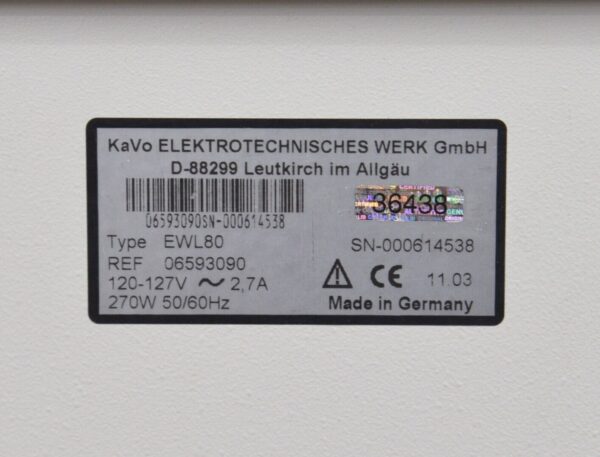 KaVo ELEKTROTECHNISCHES WERK GmbH
D-88299 Leutkirch im Allgäu
06593090SN-000614538
36438
Type EWL80
SN-000614538
REF 06593090
120-127V ~ 2,7A
CE 11.03
270W 50/60Hz
Made in Germany